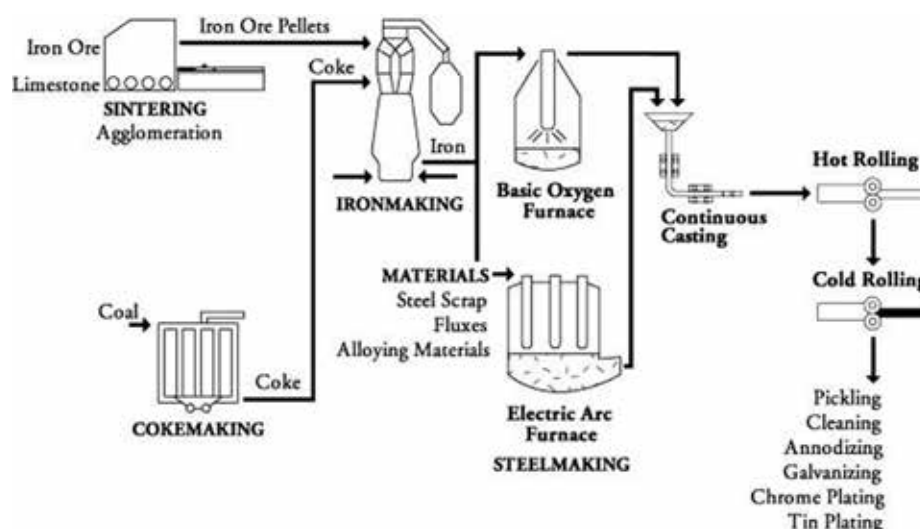 Iron Ore
Limestone
SINTERING
Agglomeration
Iron Ore Pellets
Coke
Iron
IRONMAKING
Coal
Coke
COKEMAKING
Basic Oxygen
Furnace
MATERIALS
Steel Scrap
Fluxes
Alloying Materials
Electric Arc
Furnace
STEELMAKING
Continuous
Casting
Hot Rolling
Cold Rolling
Pickling
Cleaning
Annodizing
Galvanizing
Chrome Plating
Tin Plating